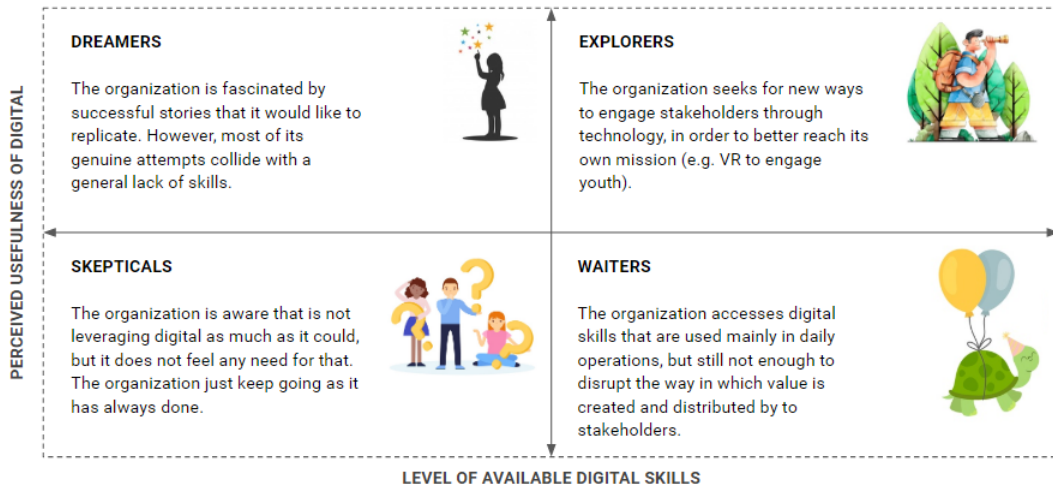 DREAMERS
The organization is fascinated by
successful stories that it would like to
replicate. However, most of its
genuine attempts collide with a
general lack of skills.
EXPLORERS
The organization seeks for new ways
to engage stakeholders through
technology, in order to better reach its
own mission (e.g. VR to engage
youth).
PERCEIVED USEFULNESS OF DIGITAL
SKEPTICALS
The organization is aware that is not
leveraging digital as much as it could,
but it does not feel any need for that.
The organization just keep going as it
has always done.
WAITERS
The organization accesses digital
skills that are used mainly in daily
operations, but still not enough to
disrupt the way in which value is
created and distributed by to
stakeholders.
LEVEL OF AVAILABLE DIGITAL SKILLS